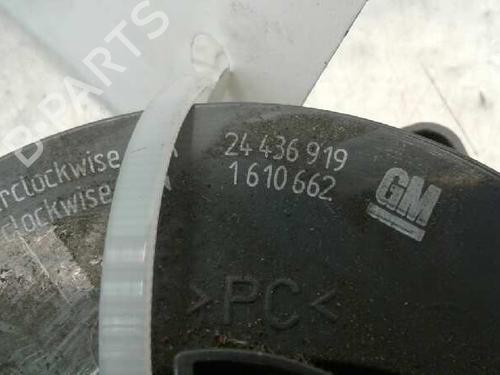 24 436 919
1 610 662
GM
rclockwise
clockwise
>PC<
B-PARTS